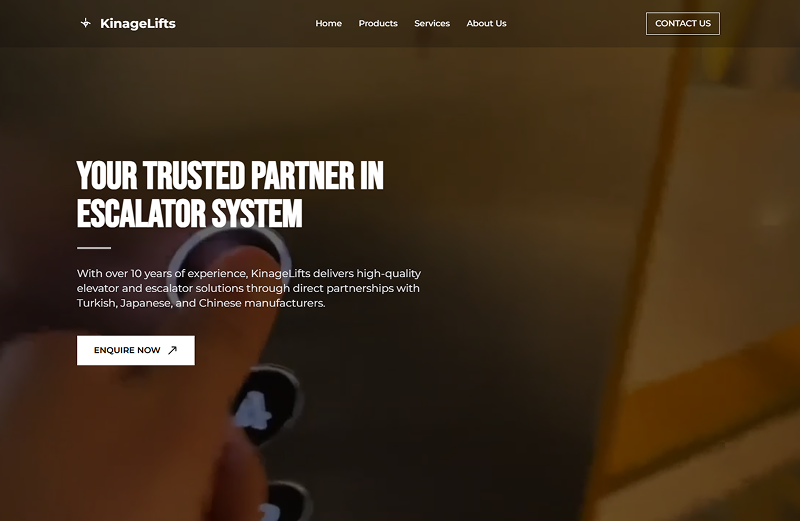 KinageLifts
Home Products Services About Us
CONTACT US
YOUR TRUSTED PARTNER IN
ESCALATOR SYSTEM
With over 10 years of experience, KinageLifts delivers high-quality
elevator and escalator solutions through direct partnerships with
Turkish, Japanese, and Chinese manufacturers.
ENQUIRE NOW
4